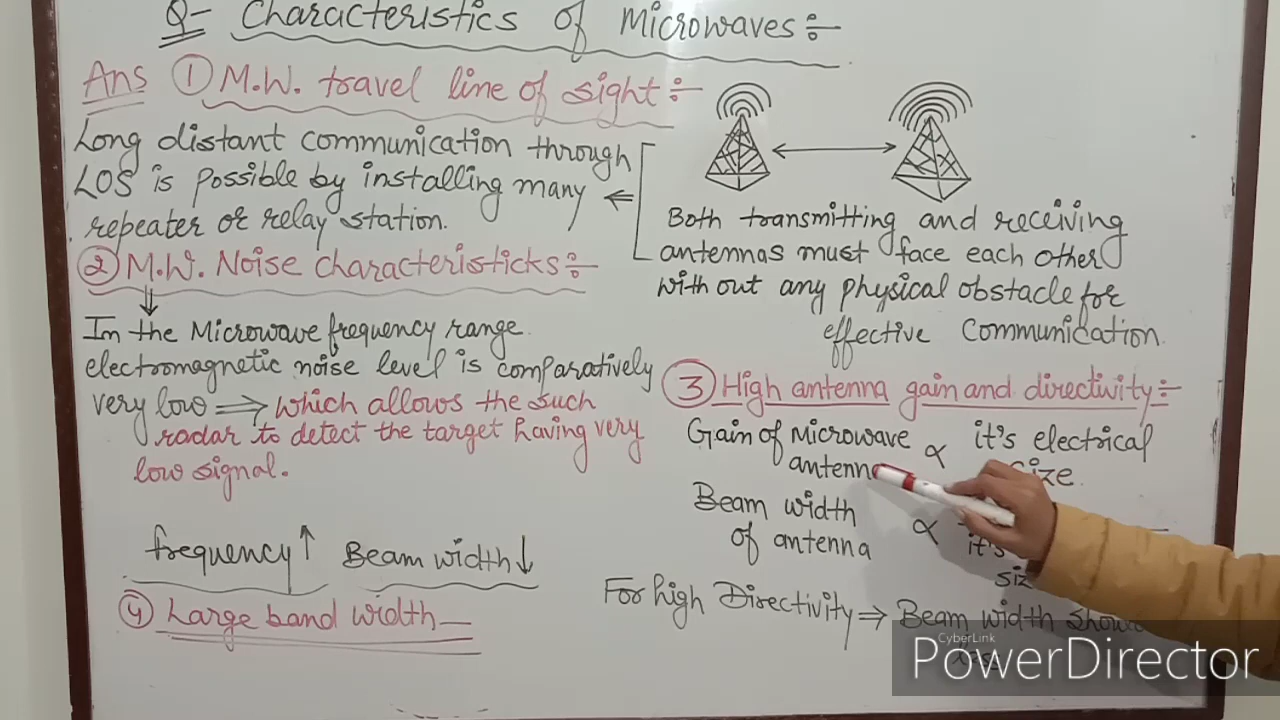 Q- Characteristics of Microwaves:-
Ans ① M.W. travel line of sight:-
Long distant communication through
LOS is possible by installing many
repeater or relay station.
Both transmitting and receiving
antennas must face each other
without any physical obstacle for
effective Communication.
② M.W. Noise characteristicks:-
In the Microwave frequency range
electromagnetic noise level is comparatively
very low ⇒ which allows the such
radar to detect the target having very
low signal.
③ High antenna gain and directivity:-
Gain of Microwave antenn ∝ it's electrical size.
Beam width of antenna ∝
it's
siz
For high Directivity ⇒ Beam width
frequency ↑ Beam width ↓
④ Large band width—
CyberLink
PowerDirector